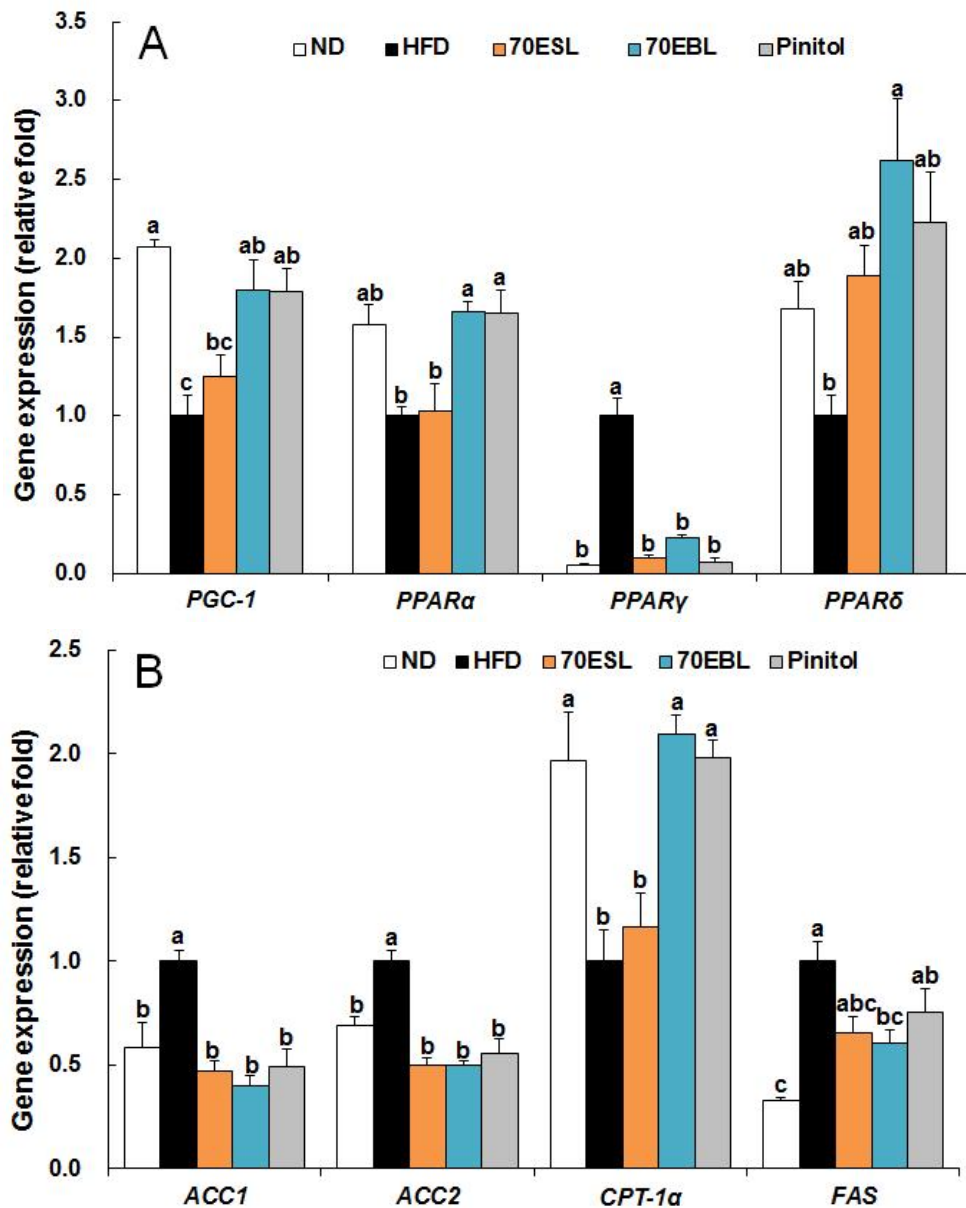 A
ND HFD 70ESL 70EBL Pinitol
Gene expression (relative fold)
3.5
3.0
2.5
2.0
1.5
1.0
0.5
0.0
a c bc ab ab
ab b b a a
b a b b b
ab b ab a ab
PGC-1 PPARα PPARγ PPARδ
B
ND HFD 70ESL 70EBL Pinitol
Gene expression (relative fold)
2.5
2.0
1.5
1.0
0.5
0.0
b a b b b
b a b b b
a b b a a
c a abc bc ab
ACC1 ACC2 CPT-1α FAS